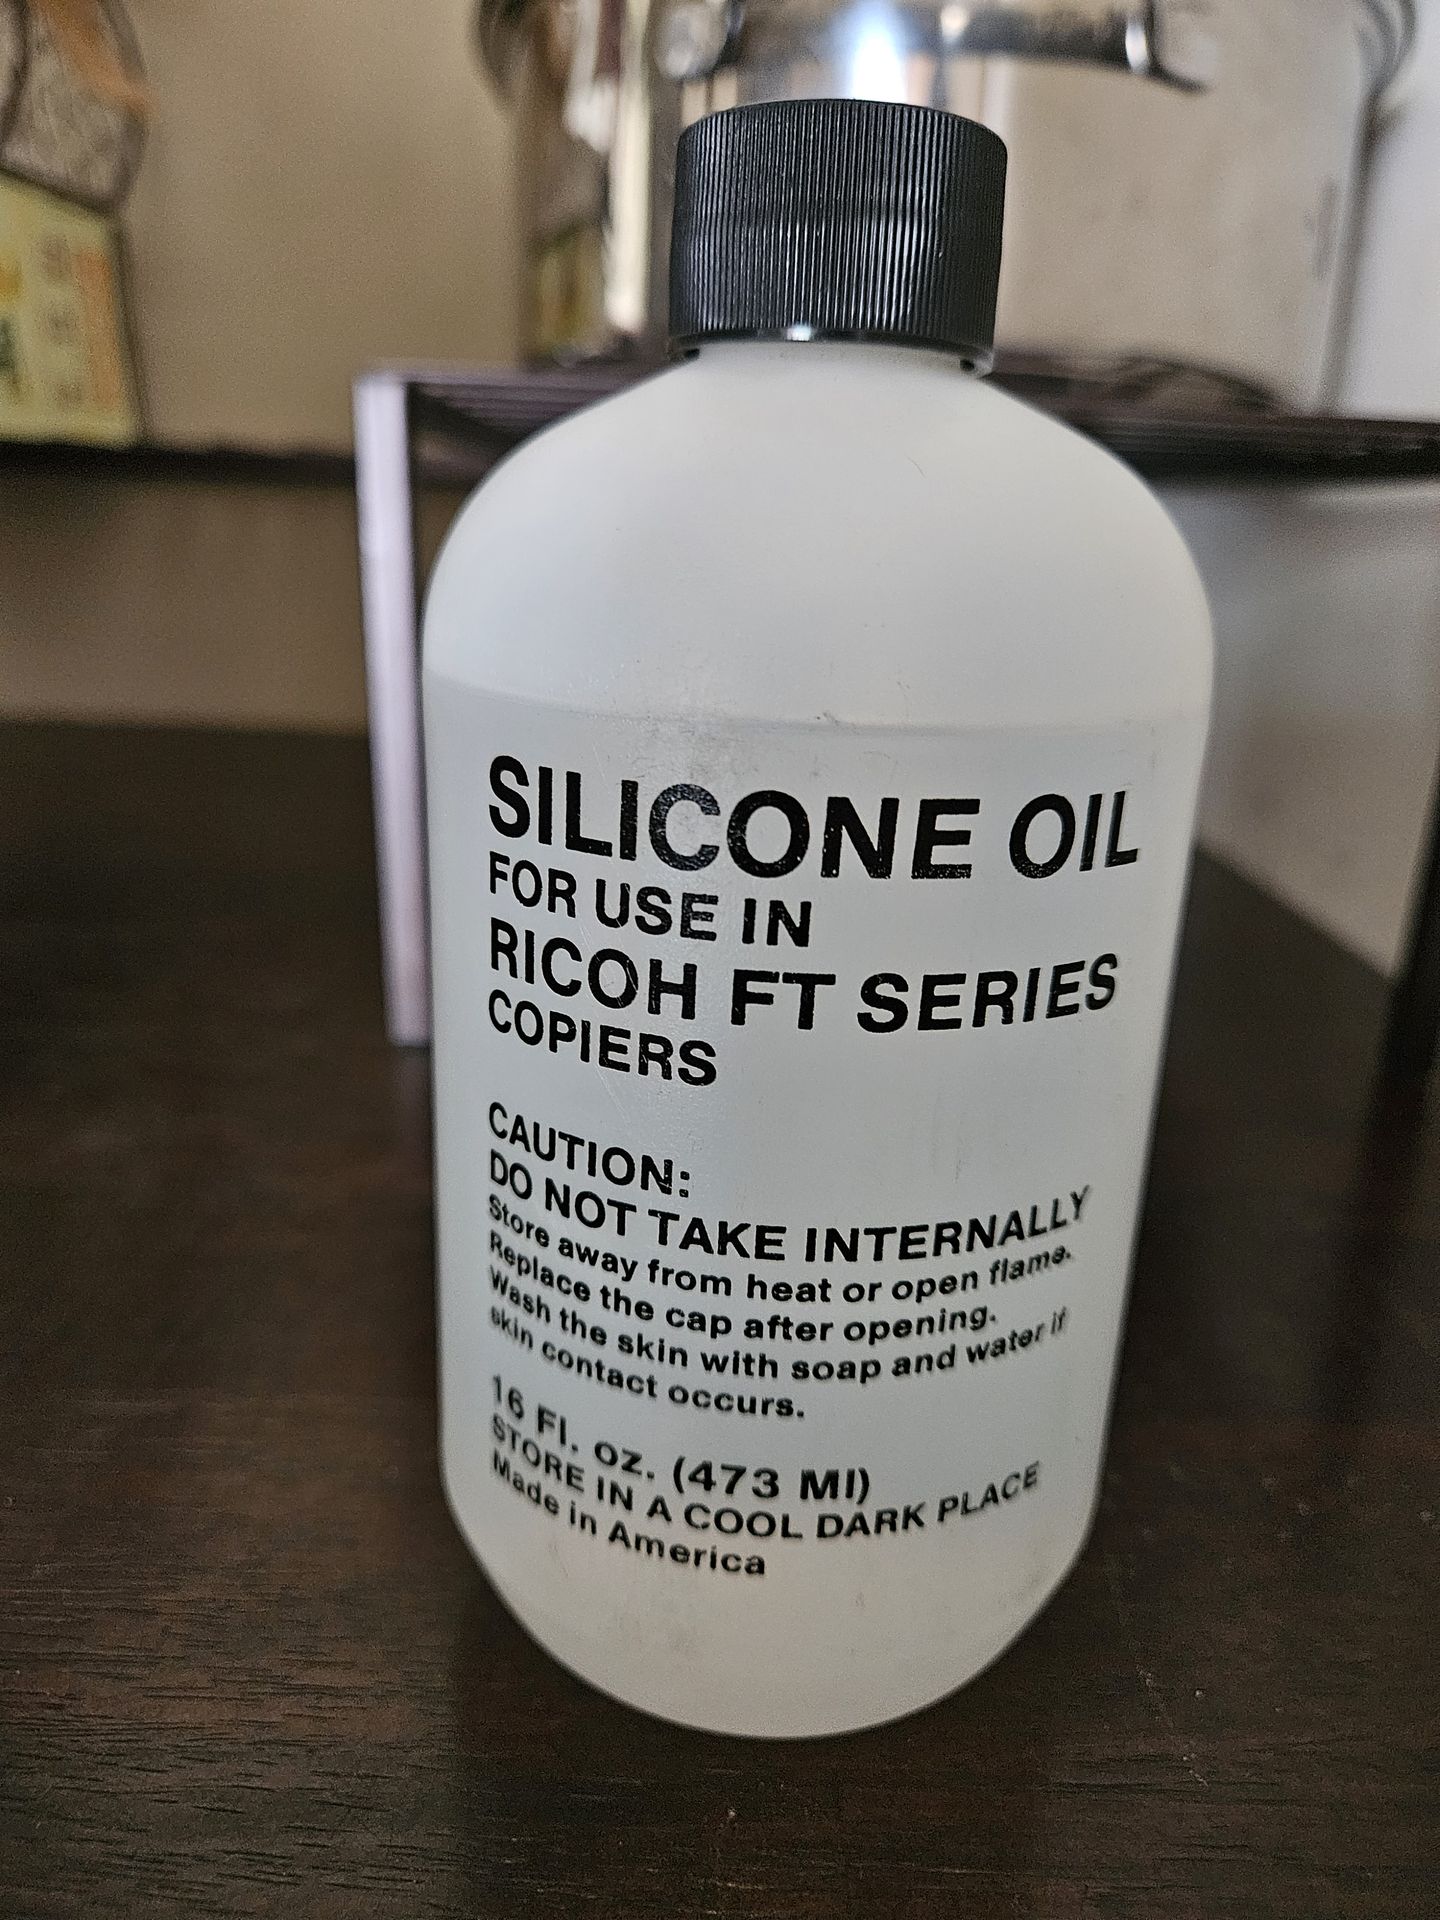 SILICONE OIL
FOR USE IN
RICOH FT SERIES
COPIERS
CAUTION:
DO NOT TAKE INTERNALLY
Store away from heat or open flame.
Replace the cap after opening.
Wash the skin with soap and water if
skin contact occurs.
16 Fl. oz. (473 Ml)
STORE IN A COOL DARK PLACE
Made in America